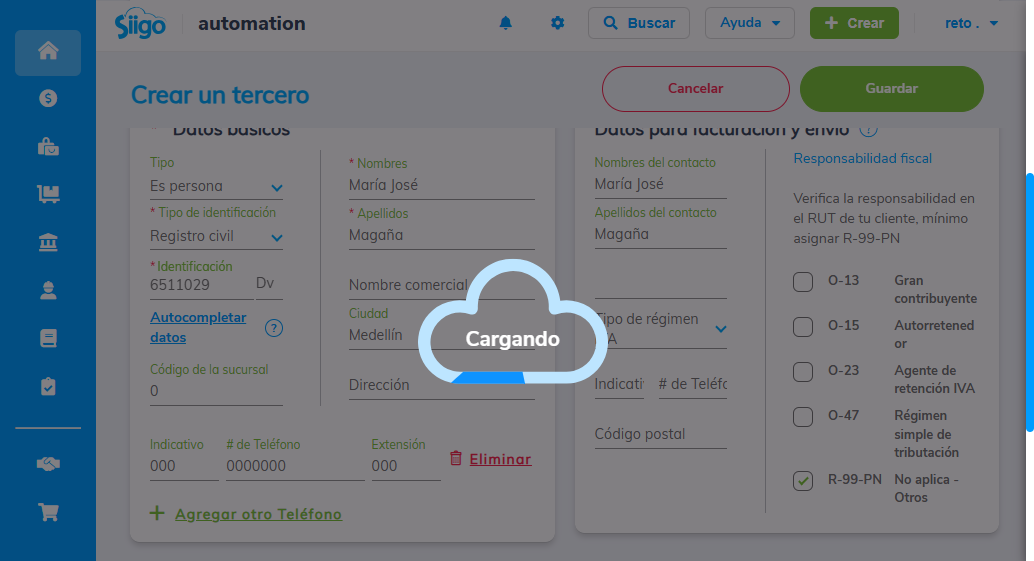 Siigo
automation
Buscar
Ayuda
Crear
reto .
Crear un tercero
Cancelar
Guardar
* Datos básicos
Tipo
Es persona
* Tipo de identificación
Registro civil
* Identificación
6511029
Dv
Autocompletar
datos
?
Código de la sucursal
0
* Nombres
María José
* Apellidos
Magaña
Nombre comercial
Ciudad
Medellín
Dirección
Indicativo
000
# de Teléfono
0000000
Extensión
000
Eliminar
Agregar otro Teléfono
Cargando
Datos para facturación y envío
Nombres del contacto
María José
Apellidos del contacto
Magaña
Tipo de régimen
IVA
Indicati
# de Teléfo
Código postal
Responsabilidad fiscal
Verifica la responsabilidad en
el RUT de tu cliente, mínimo
asignar R-99-PN
O-13 Gran
contribuyente
O-15 Autorretened
or
O-23 Agente de
retención IVA
O-47 Régimen
simple de
tributación
R-99-PN No aplica -
Otros